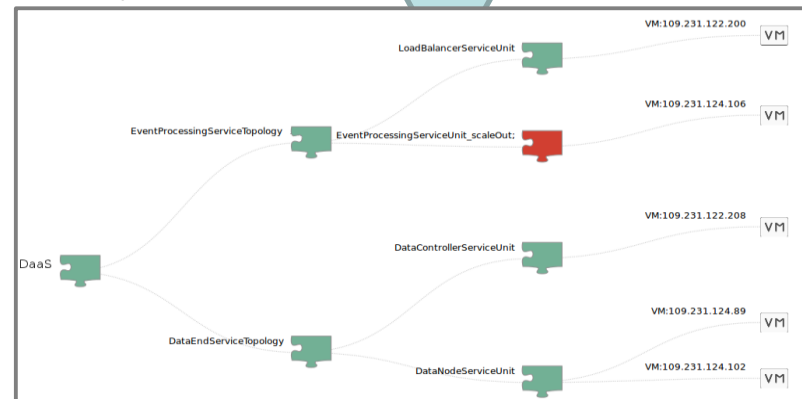 VM:109.231.122.200
LoadBalancerServiceUnit
VM
VM:109.231.124.106
VM
EventProcessingServiceTopology
EventProcessingServiceUnit_scaleOut;
VM:109.231.122.208
VM
DataControllerServiceUnit
DaaS
VM:109.231.124.89
VM
DataEndServiceTopology
VM:109.231.124.102
DataNodeServiceUnit
VM